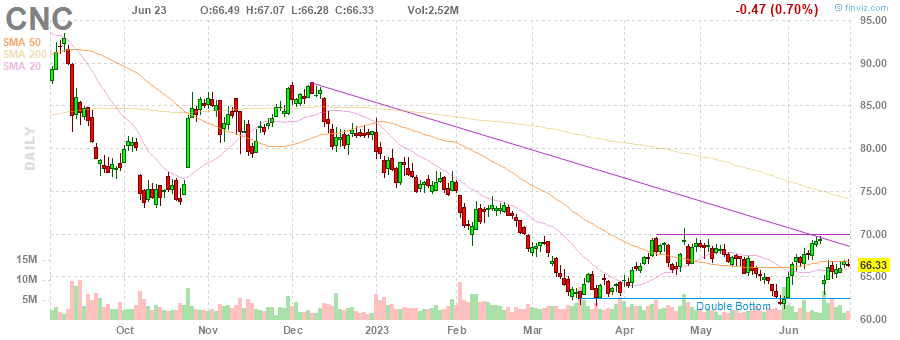 CNC Jun 23 O:66.49 H:67.07 L:66.28 C:66.33 Vol:2.52M -0.47 (0.70%) © finviz.com
SMA 50
SMA 200
SMA 20
DAILY
95.00
90.00
85.00
80.00
75.00
70.00
66.33
65.00
60.00
15M
10M
5M
Double Bottom
Oct Nov Dec 2023 Feb Mar Apr May Jun